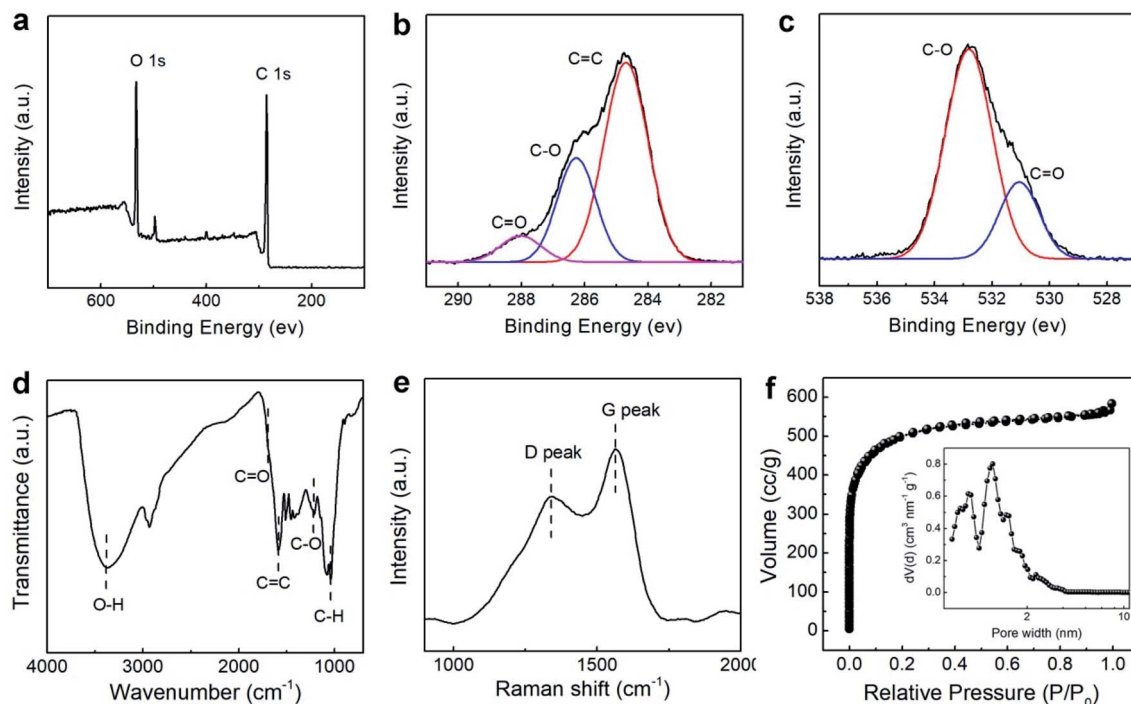 a
O 1s
C 1s
Intensity (a.u.)
600
400
200
Binding Energy (ev)
b
C=C
C-O
C=O
Intensity (a.u.)
290
288
286
284
282
Binding Energy (ev)
c
C-O
C=O
Intensity (a.u.)
538
536
534
532
530
528
Binding Energy (ev)
d
C=O
C-O
C=C
O-H
C-H
Transmittance (a.u.)
4000
3000
2000
1000
Wavenumber (cm⁻¹)
e
G peak
D peak
Intensity (a.u.)
1000
1500
2000
Raman shift (cm⁻¹)
f
600
500
400
300
200
100
0
Volume (cc/g)
0.8
0.6
0.4
0.2
0.0
dV(d) (cm³ nm⁻¹ g⁻¹)
2
10
Pore width (nm)
0.0
0.2
0.4
0.6
0.8
1.0
Relative Pressure (P/P₀)